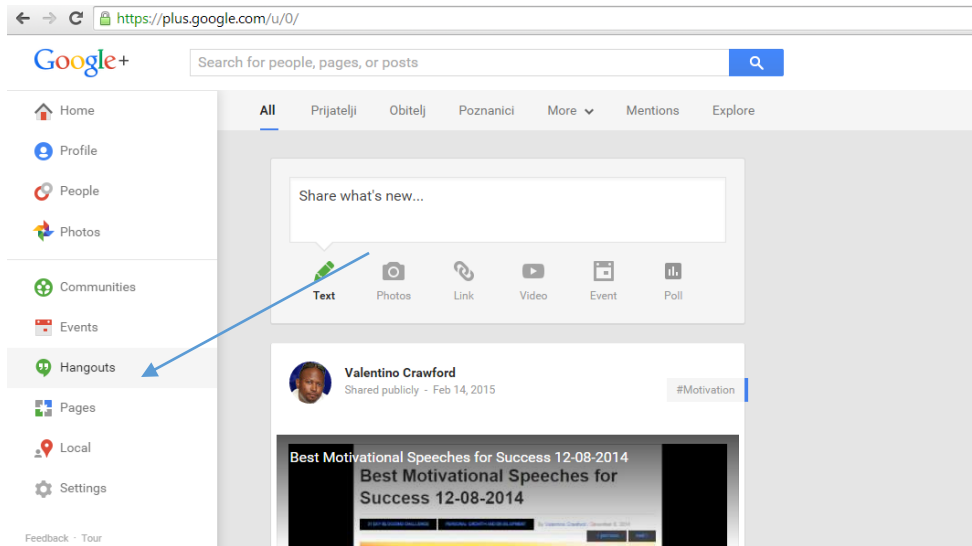 https://plus.google.com/u/0/
Google+
Search for people, pages, or posts
Home
Profile
People
Photos
Communities
Events
Hangouts
Pages
Local
Settings
Feedback · Tour
All Prijatelji Obitelj Poznanici More Mentions Explore
Share what's new...
Text Photos Link Video Event Poll
Valentino Crawford
Shared publicly - Feb 14, 2015
#Motivation
Best Motivational Speeches for Success 12-08-2014
Best Motivational Speeches for
Success 12-08-2014